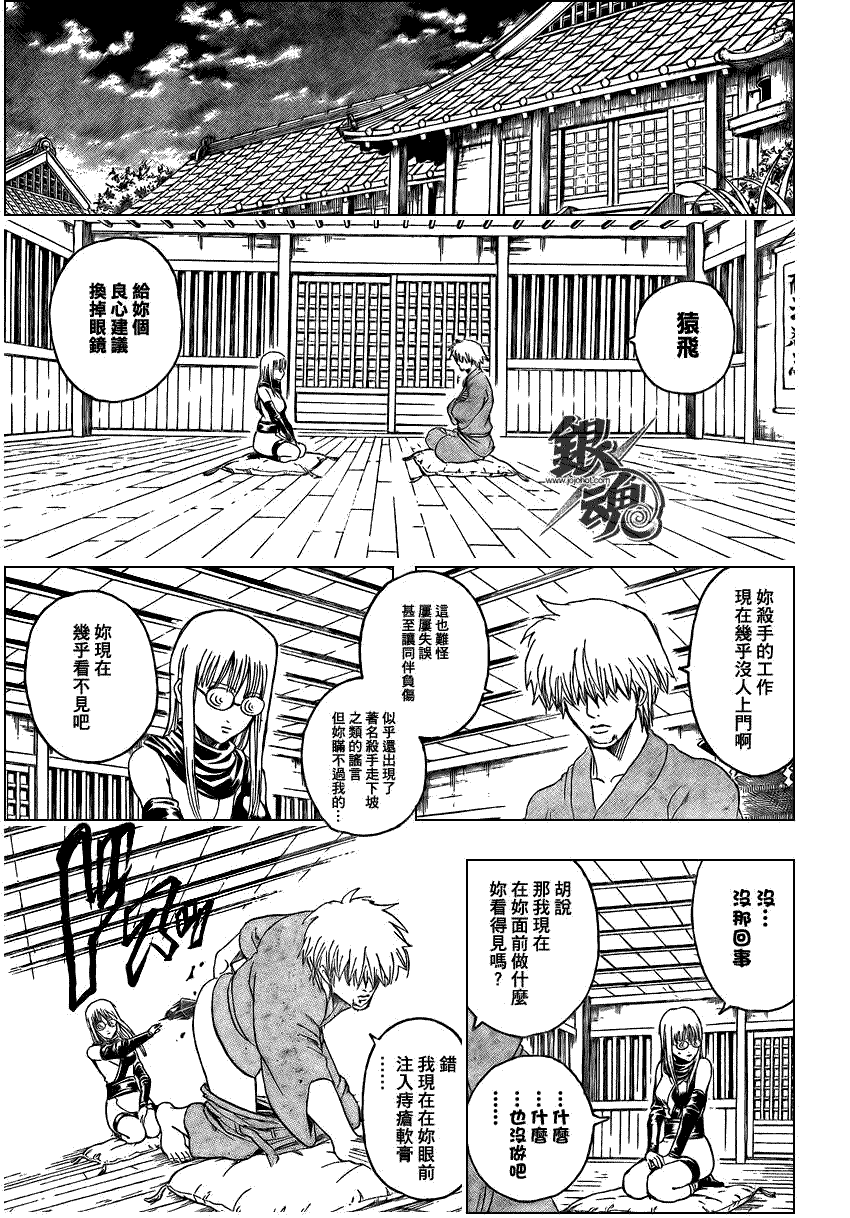 猿飛
給妳個
良心建議
換掉眼鏡
銀魂
www.jojohot.com
妳殺手的工作
現在幾乎沒人上門啊
這也難怪
屢屢失誤
甚至讓同伴負傷
似乎還出現了
著名殺手走下坡
之類的謠言
但妳瞞不過我的…
妳現在
幾乎看不見吧
沒…
沒那回事
胡說
那我現在
在妳面前做什麼
妳看得見嗎？
…什麼
…什麼
…也沒做吧
……
錯
我現在在妳眼前
注入痔瘡軟膏
……